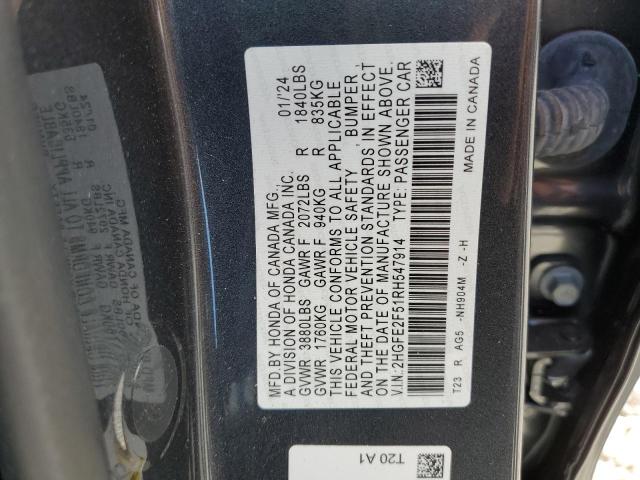 MFD.BY HONDA OF CANADA MFG., 01/'24
A DIVISION OF HONDA CANADA INC.
GVWR 3880LBS GAWR F 2072LBS R 1840LBS
GVWR 1760KG GAWR F 940KG R 835KG
THIS VEHICLE CONFORMS TO ALL APPLICABLE
FEDERAL MOTOR VEHICLE SAFETY, BUMPER,
AND THEFT PREVENTION STANDARDS IN EFFECT
ON THE DATE OF MANUFACTURE SHOWN ABOVE.
V.I.N.:2HGFE2F51RH547914 TYPE: PASSENGER CAR
T23 R AG5 -NH904M -Z -H
MADE IN CANADA
T20 A1